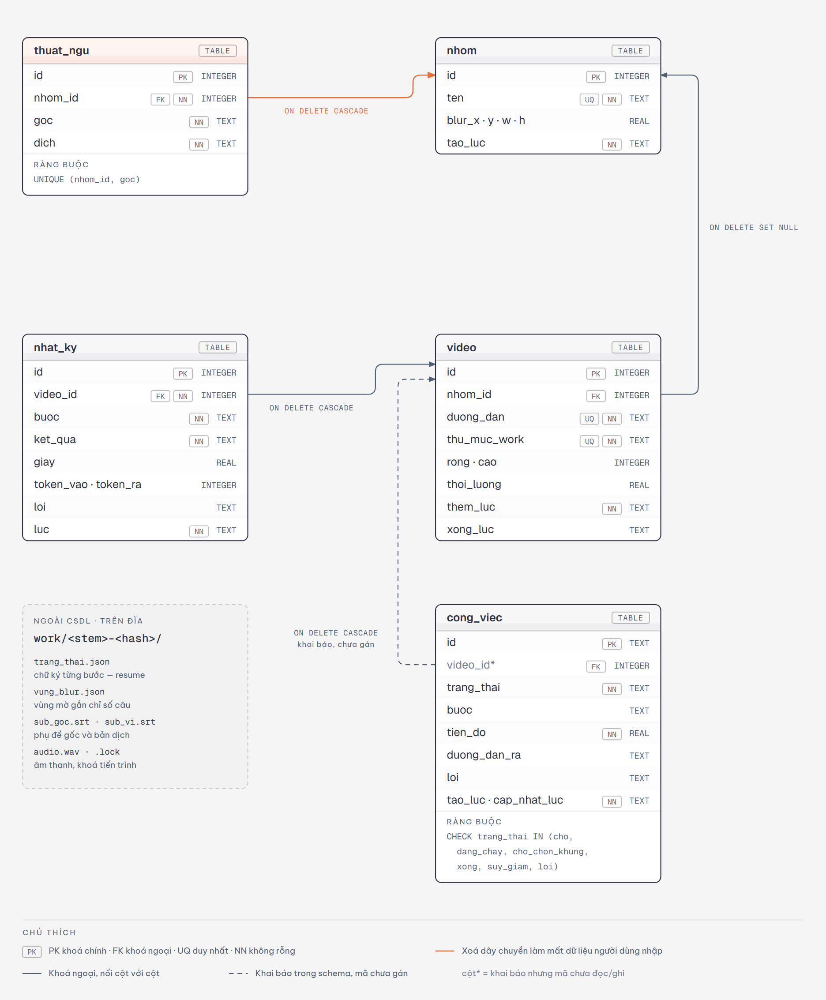 thuat_ngu TABLE
id PK INTEGER
nhom_id FK NN INTEGER
goc NN TEXT
dich NN TEXT
RÀNG BUỘC
UNIQUE (nhom_id, goc)
ON DELETE CASCADE
nhom TABLE
id PK INTEGER
ten UQ NN TEXT
blur_x · y · w · h REAL
tao_luc NN TEXT
ON DELETE SET NULL
nhat_ky TABLE
id PK INTEGER
video_id FK NN INTEGER
buoc NN TEXT
ket_qua NN TEXT
giay REAL
token_vao · token_ra INTEGER
loi TEXT
luc NN TEXT
ON DELETE CASCADE
video TABLE
id PK INTEGER
nhom_id FK INTEGER
duong_dan UQ NN TEXT
thu_muc_work UQ NN TEXT
rong · cao INTEGER
thoi_luong REAL
them_luc NN TEXT
xong_luc TEXT
NGOÀI CSDL · TRÊN ĐĨA
work/<stem>-<hash>/
trang_thai.json
chữ ký từng bước — resume
vung_blur.json
vùng mờ gắn chỉ số câu
sub_goc.srt · sub_vi.srt
phụ đề gốc và bản dịch
audio.wav · .lock
âm thanh, khoá tiến trình
ON DELETE CASCADE
khai báo, chưa gán
cong_viec TABLE
id PK TEXT
video_id* FK INTEGER
trang_thai NN TEXT
buoc TEXT
tien_do NN REAL
duong_dan_ra TEXT
loi TEXT
tao_luc · cap_nhat_luc NN TEXT
RÀNG BUỘC
CHECK trang_thai IN (cho,
dang_chay, cho_chon_khung,
xong, suy_giam, loi)
CHÚ THÍCH
PK PK khoá chính · FK khoá ngoại · UQ duy nhất · NN không rỗng
Xoá dây chuyền làm mất dữ liệu người dùng nhập
Khoá ngoại, nối cột với cột
Khai báo trong schema, mã chưa gán
cột* = khai báo nhưng mã chưa đọc/ghi